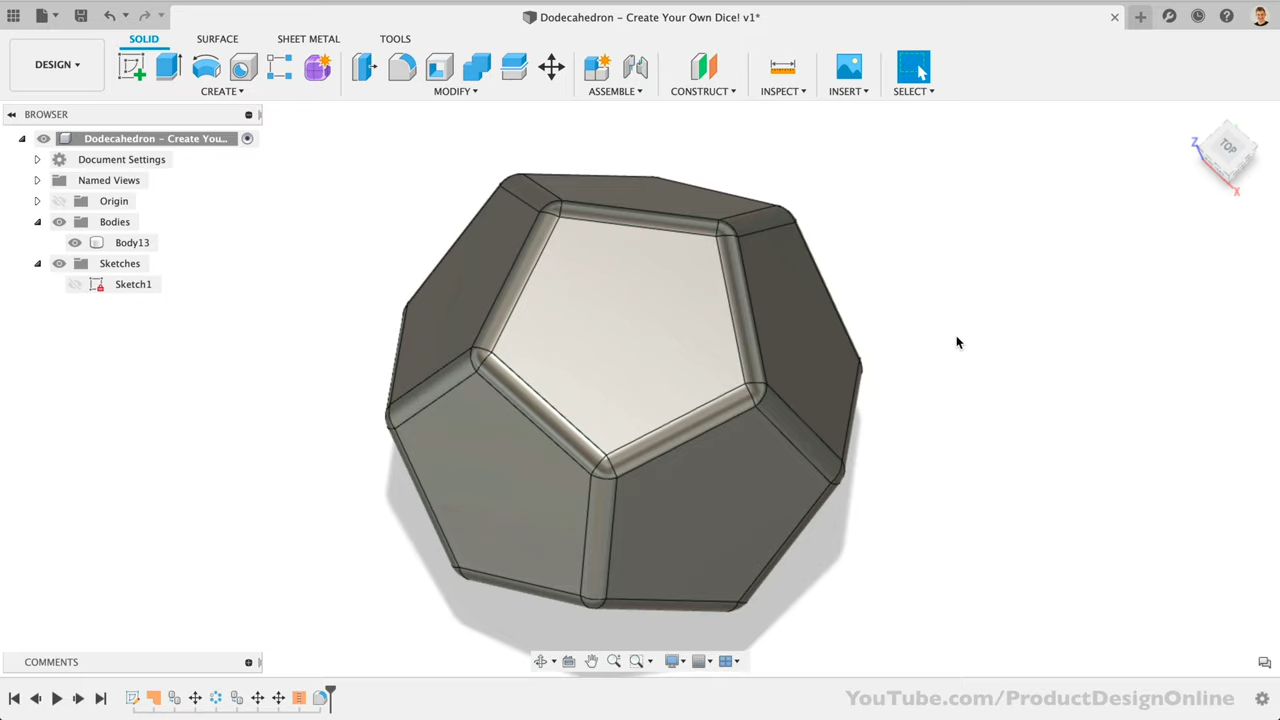 Dodecahedron – Create Your Own Dice! v1*
DESIGN
SOLID
SURFACE
SHEET METAL
TOOLS
CREATE
MODIFY
ASSEMBLE
CONSTRUCT
INSPECT
INSERT
SELECT
BROWSER
Dodecahedron – Create You...
Document Settings
Named Views
Origin
Bodies
Body13
Sketches
Sketch1
TOP
Z
X
COMMENTS
YouTube.com/ProductDesignOnline